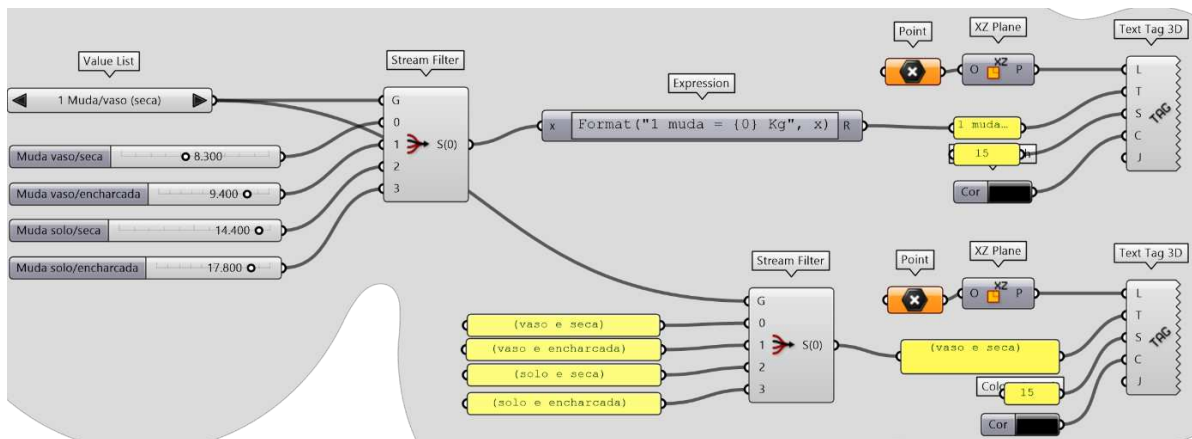 Value List
1 Muda/vaso (seca)
Muda vaso/seca 8.300
Muda vaso/encharcada 9.400
Muda solo/seca 14.400
Muda solo/encharcada 17.800
Stream Filter
G
0
1
2
3
S(0)
Expression
x Format("1 muda = {0} Kg", x) R
Point
XZ Plane
O XZ P
1 muda…
15
Cor
Text Tag 3D
L
T
S
C
J
TAG
(vaso e seca)
(vaso e encharcada)
(solo e seca)
(solo e encharcada)
Stream Filter
G
0
1
2
3
S(0)
Point
XZ Plane
O XZ P
(vaso e seca)
15
Cor
Text Tag 3D
L
T
S
C
J
TAG